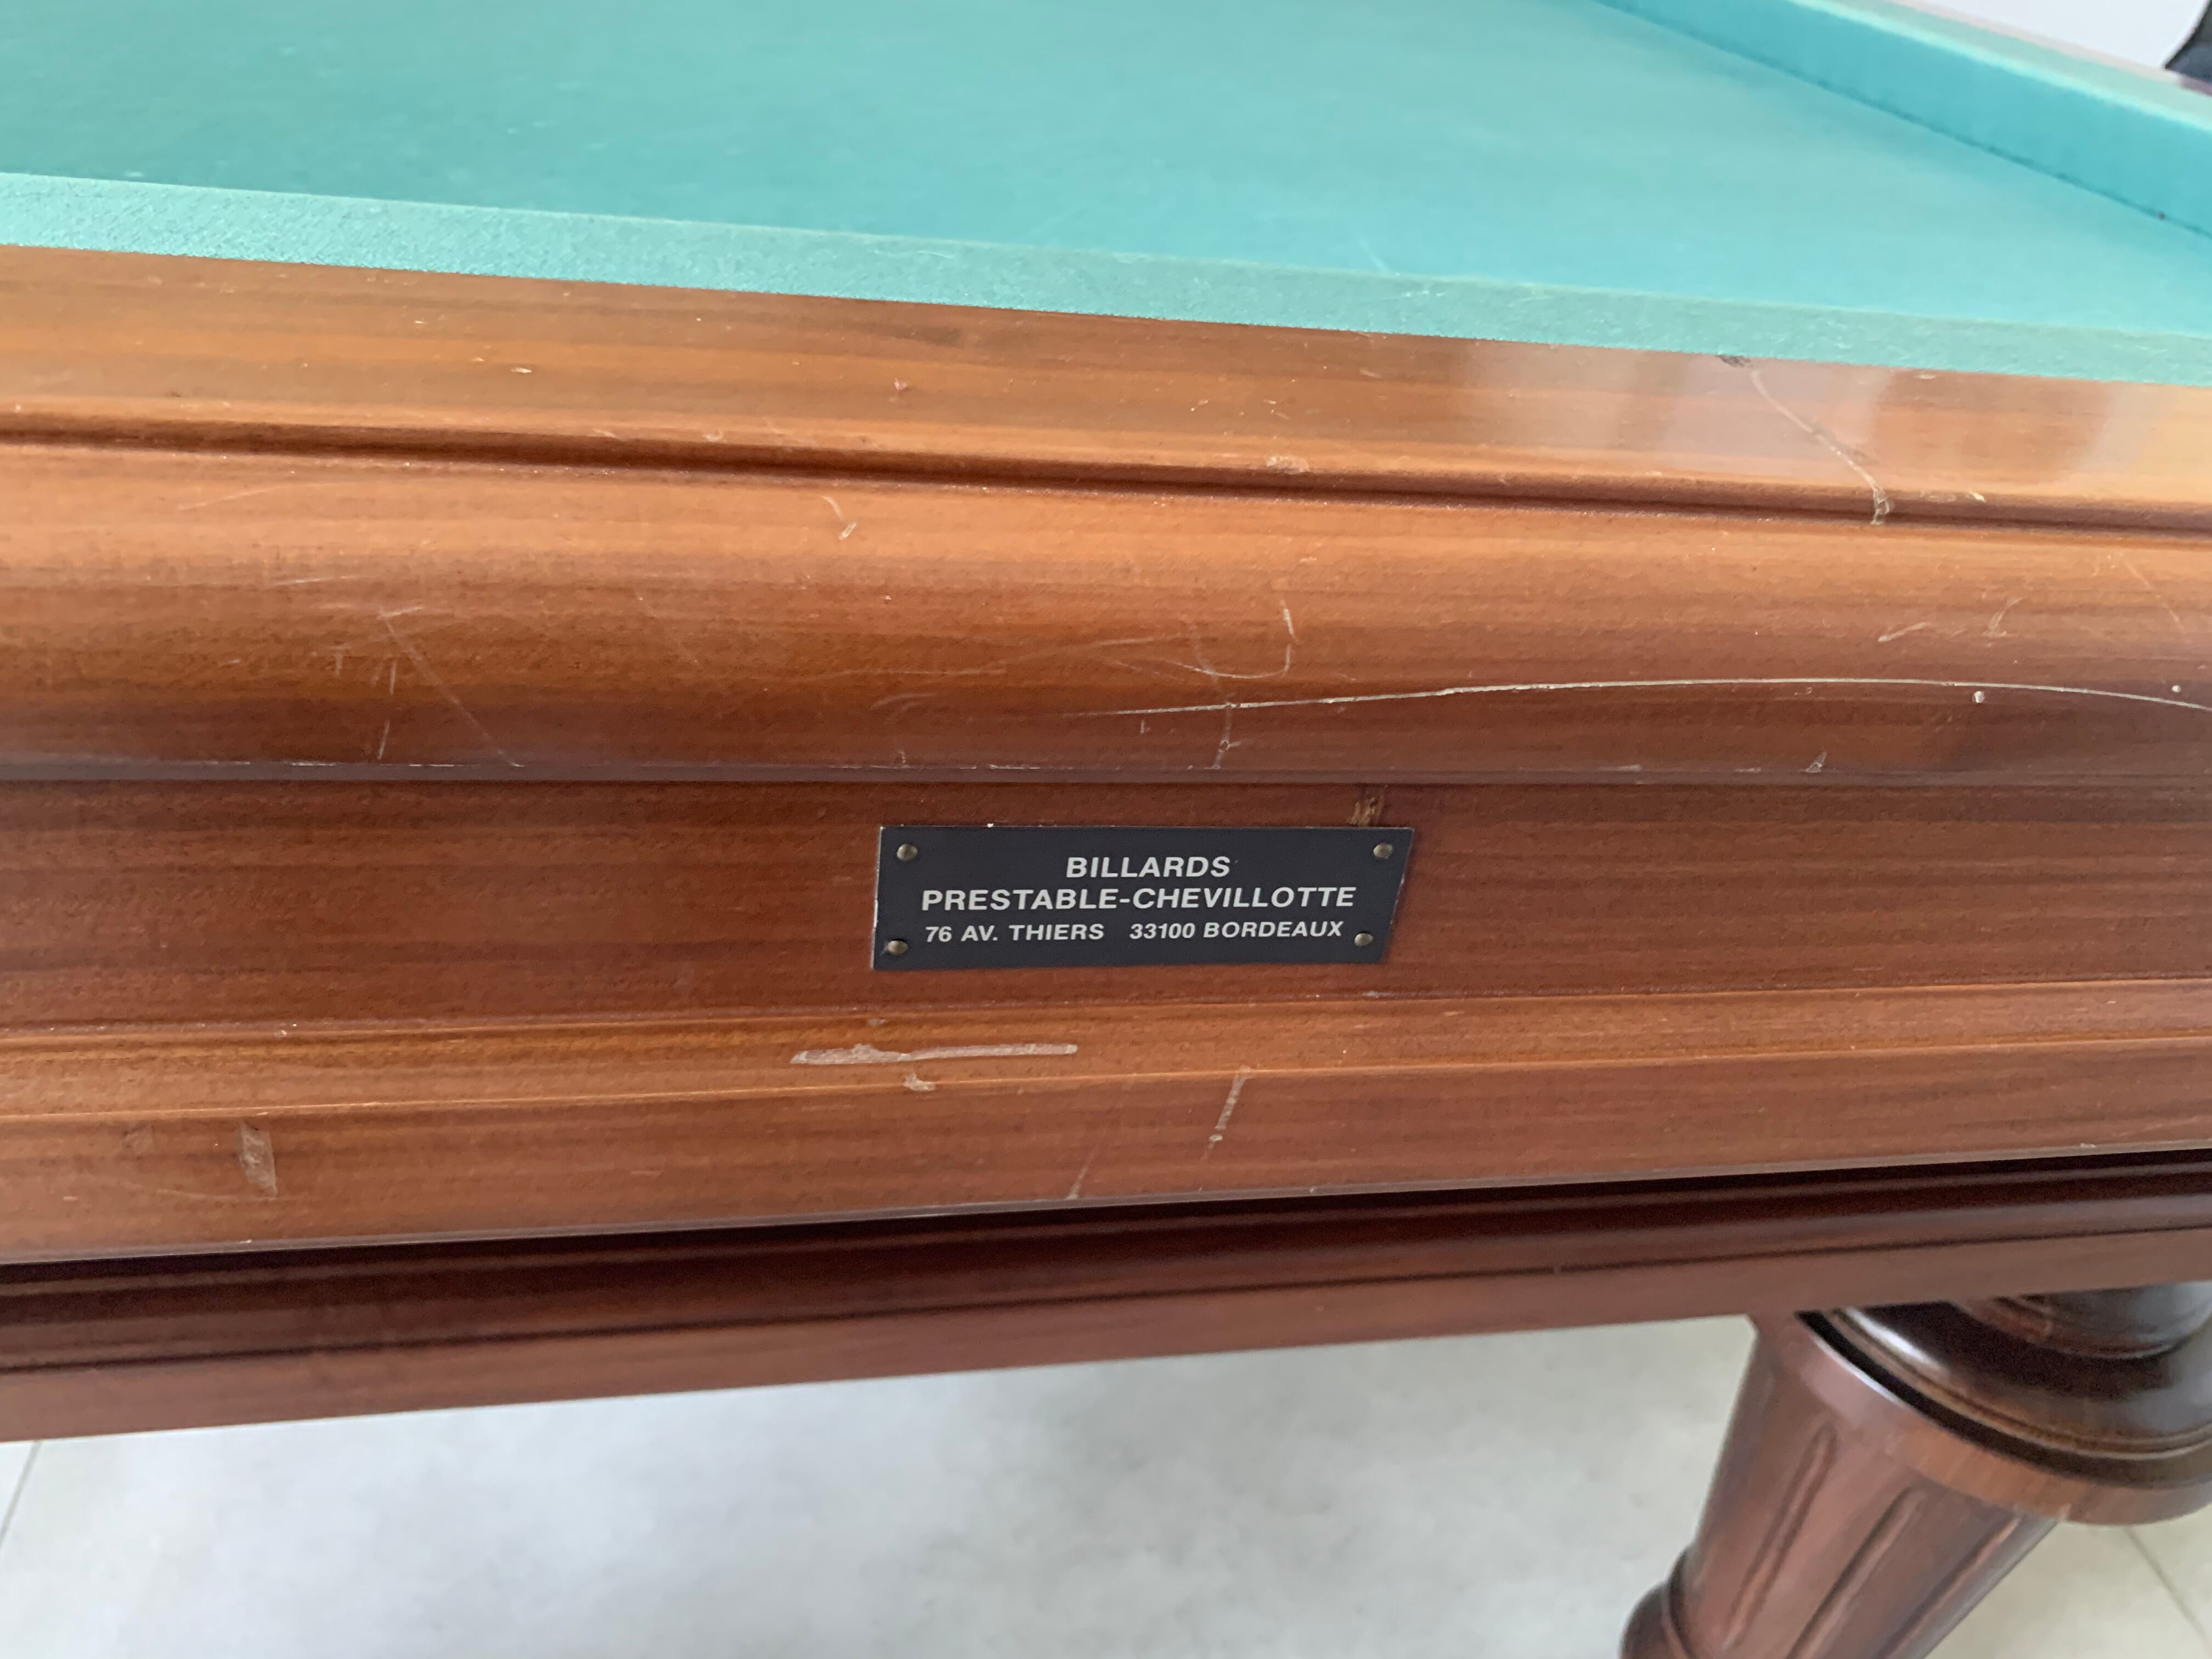 BILLARDS
PRESTABLE-CHEVILLOTTE
76 AV. THIERS 33100 BORDEAUX